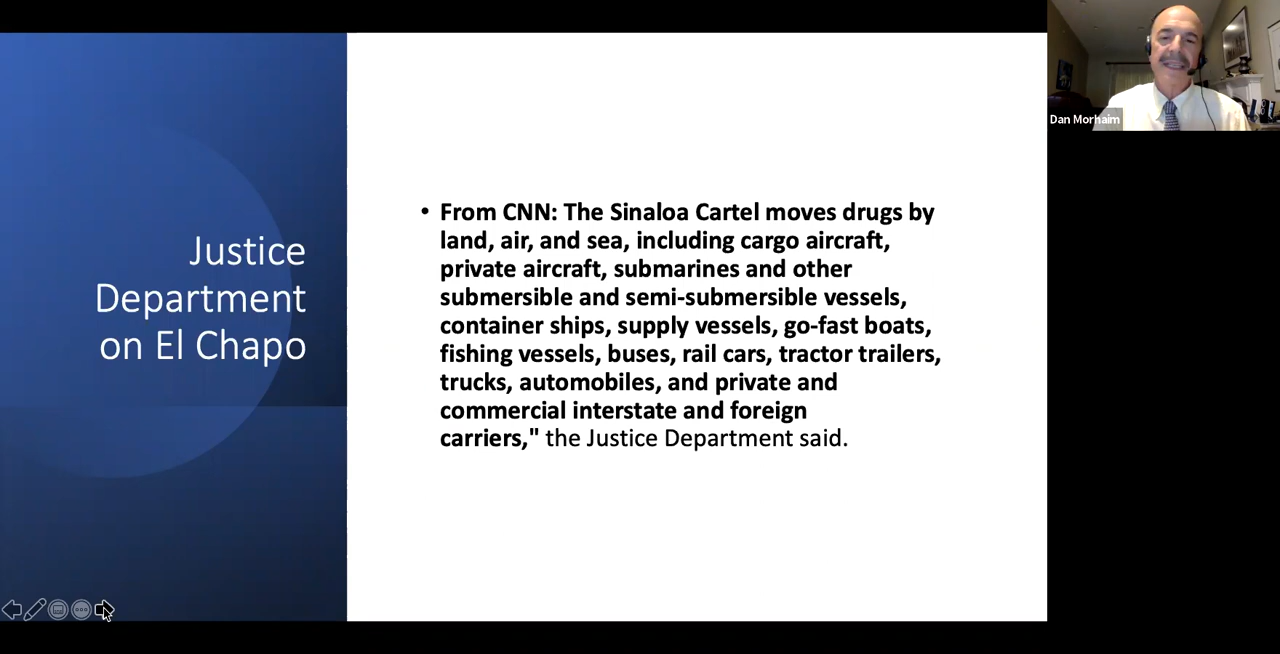 Justice
Department
on El Chapo
• From CNN: The Sinaloa Cartel moves drugs by
land, air, and sea, including cargo aircraft,
private aircraft, submarines and other
submersible and semi-submersible vessels,
container ships, supply vessels, go-fast boats,
fishing vessels, buses, rail cars, tractor trailers,
trucks, automobiles, and private and
commercial interstate and foreign
carriers," the Justice Department said.
Dan Morhaim